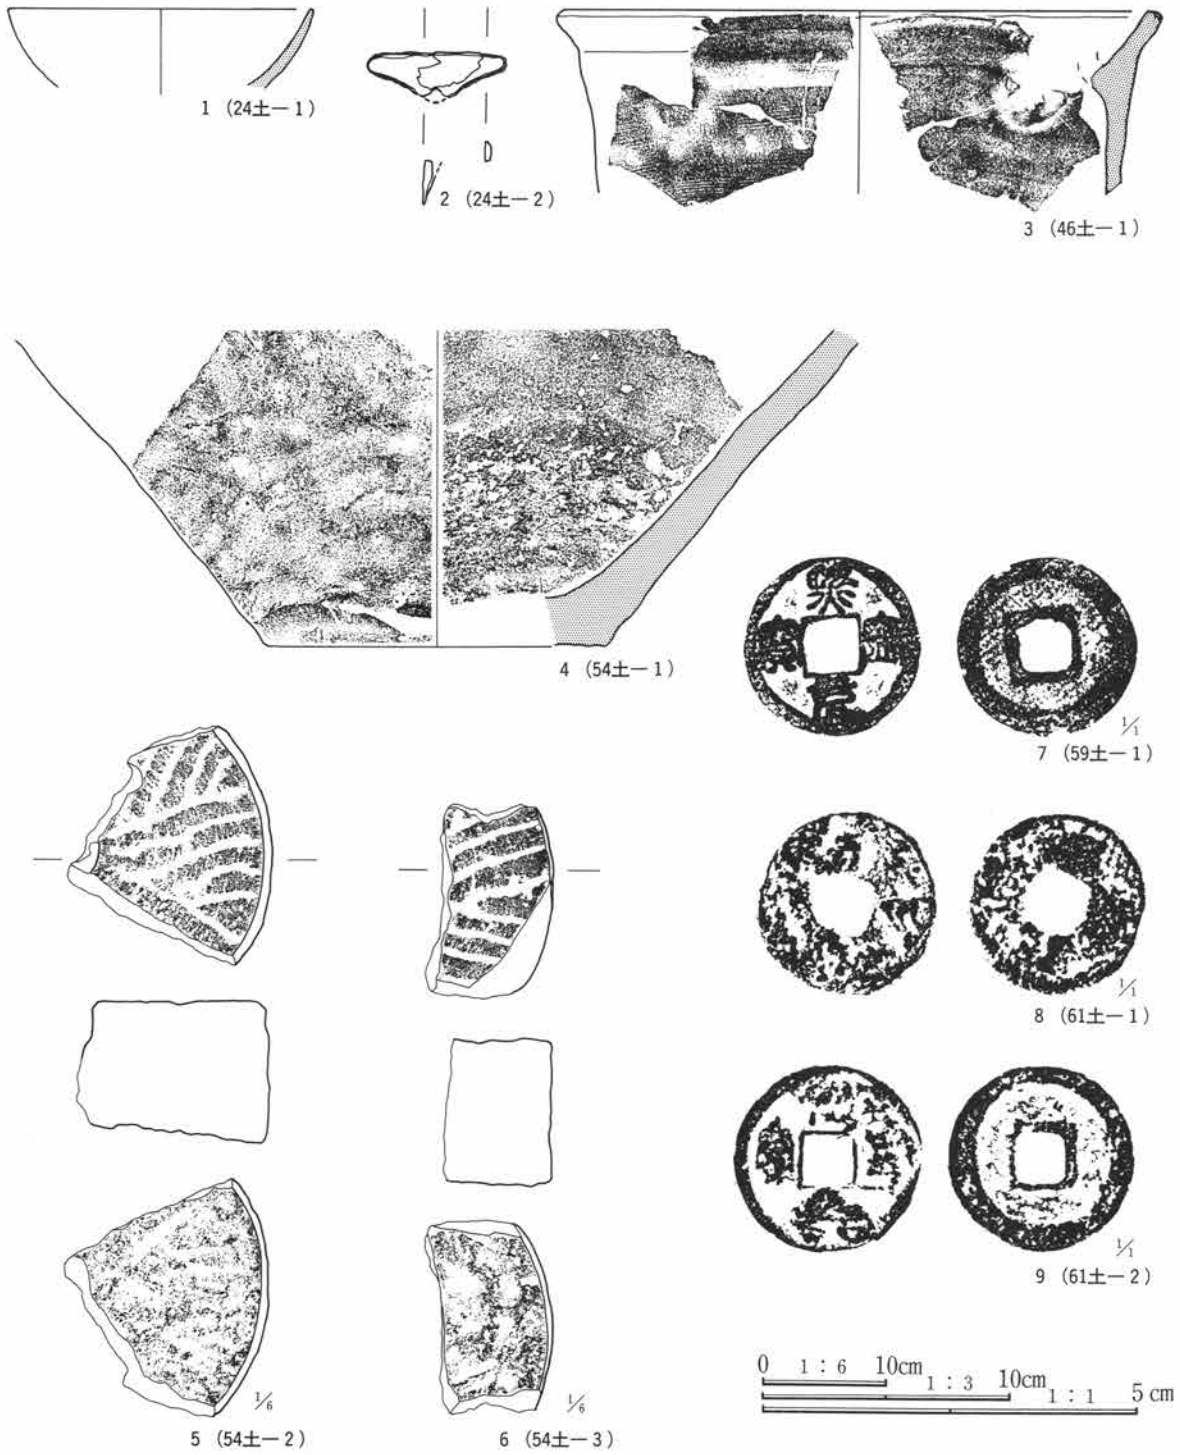 1 (24土－1)
2 (24土－2)
3 (46土－1)
4 (54土－1)
1/1
7 (59土－1)
1/1
8 (61土－1)
1/1
9 (61土－2)
1/6
5 (54土－2)
1/6
6 (54土－3)
0 1 : 6 10cm
1 : 3 10cm
1 : 1 5 cm